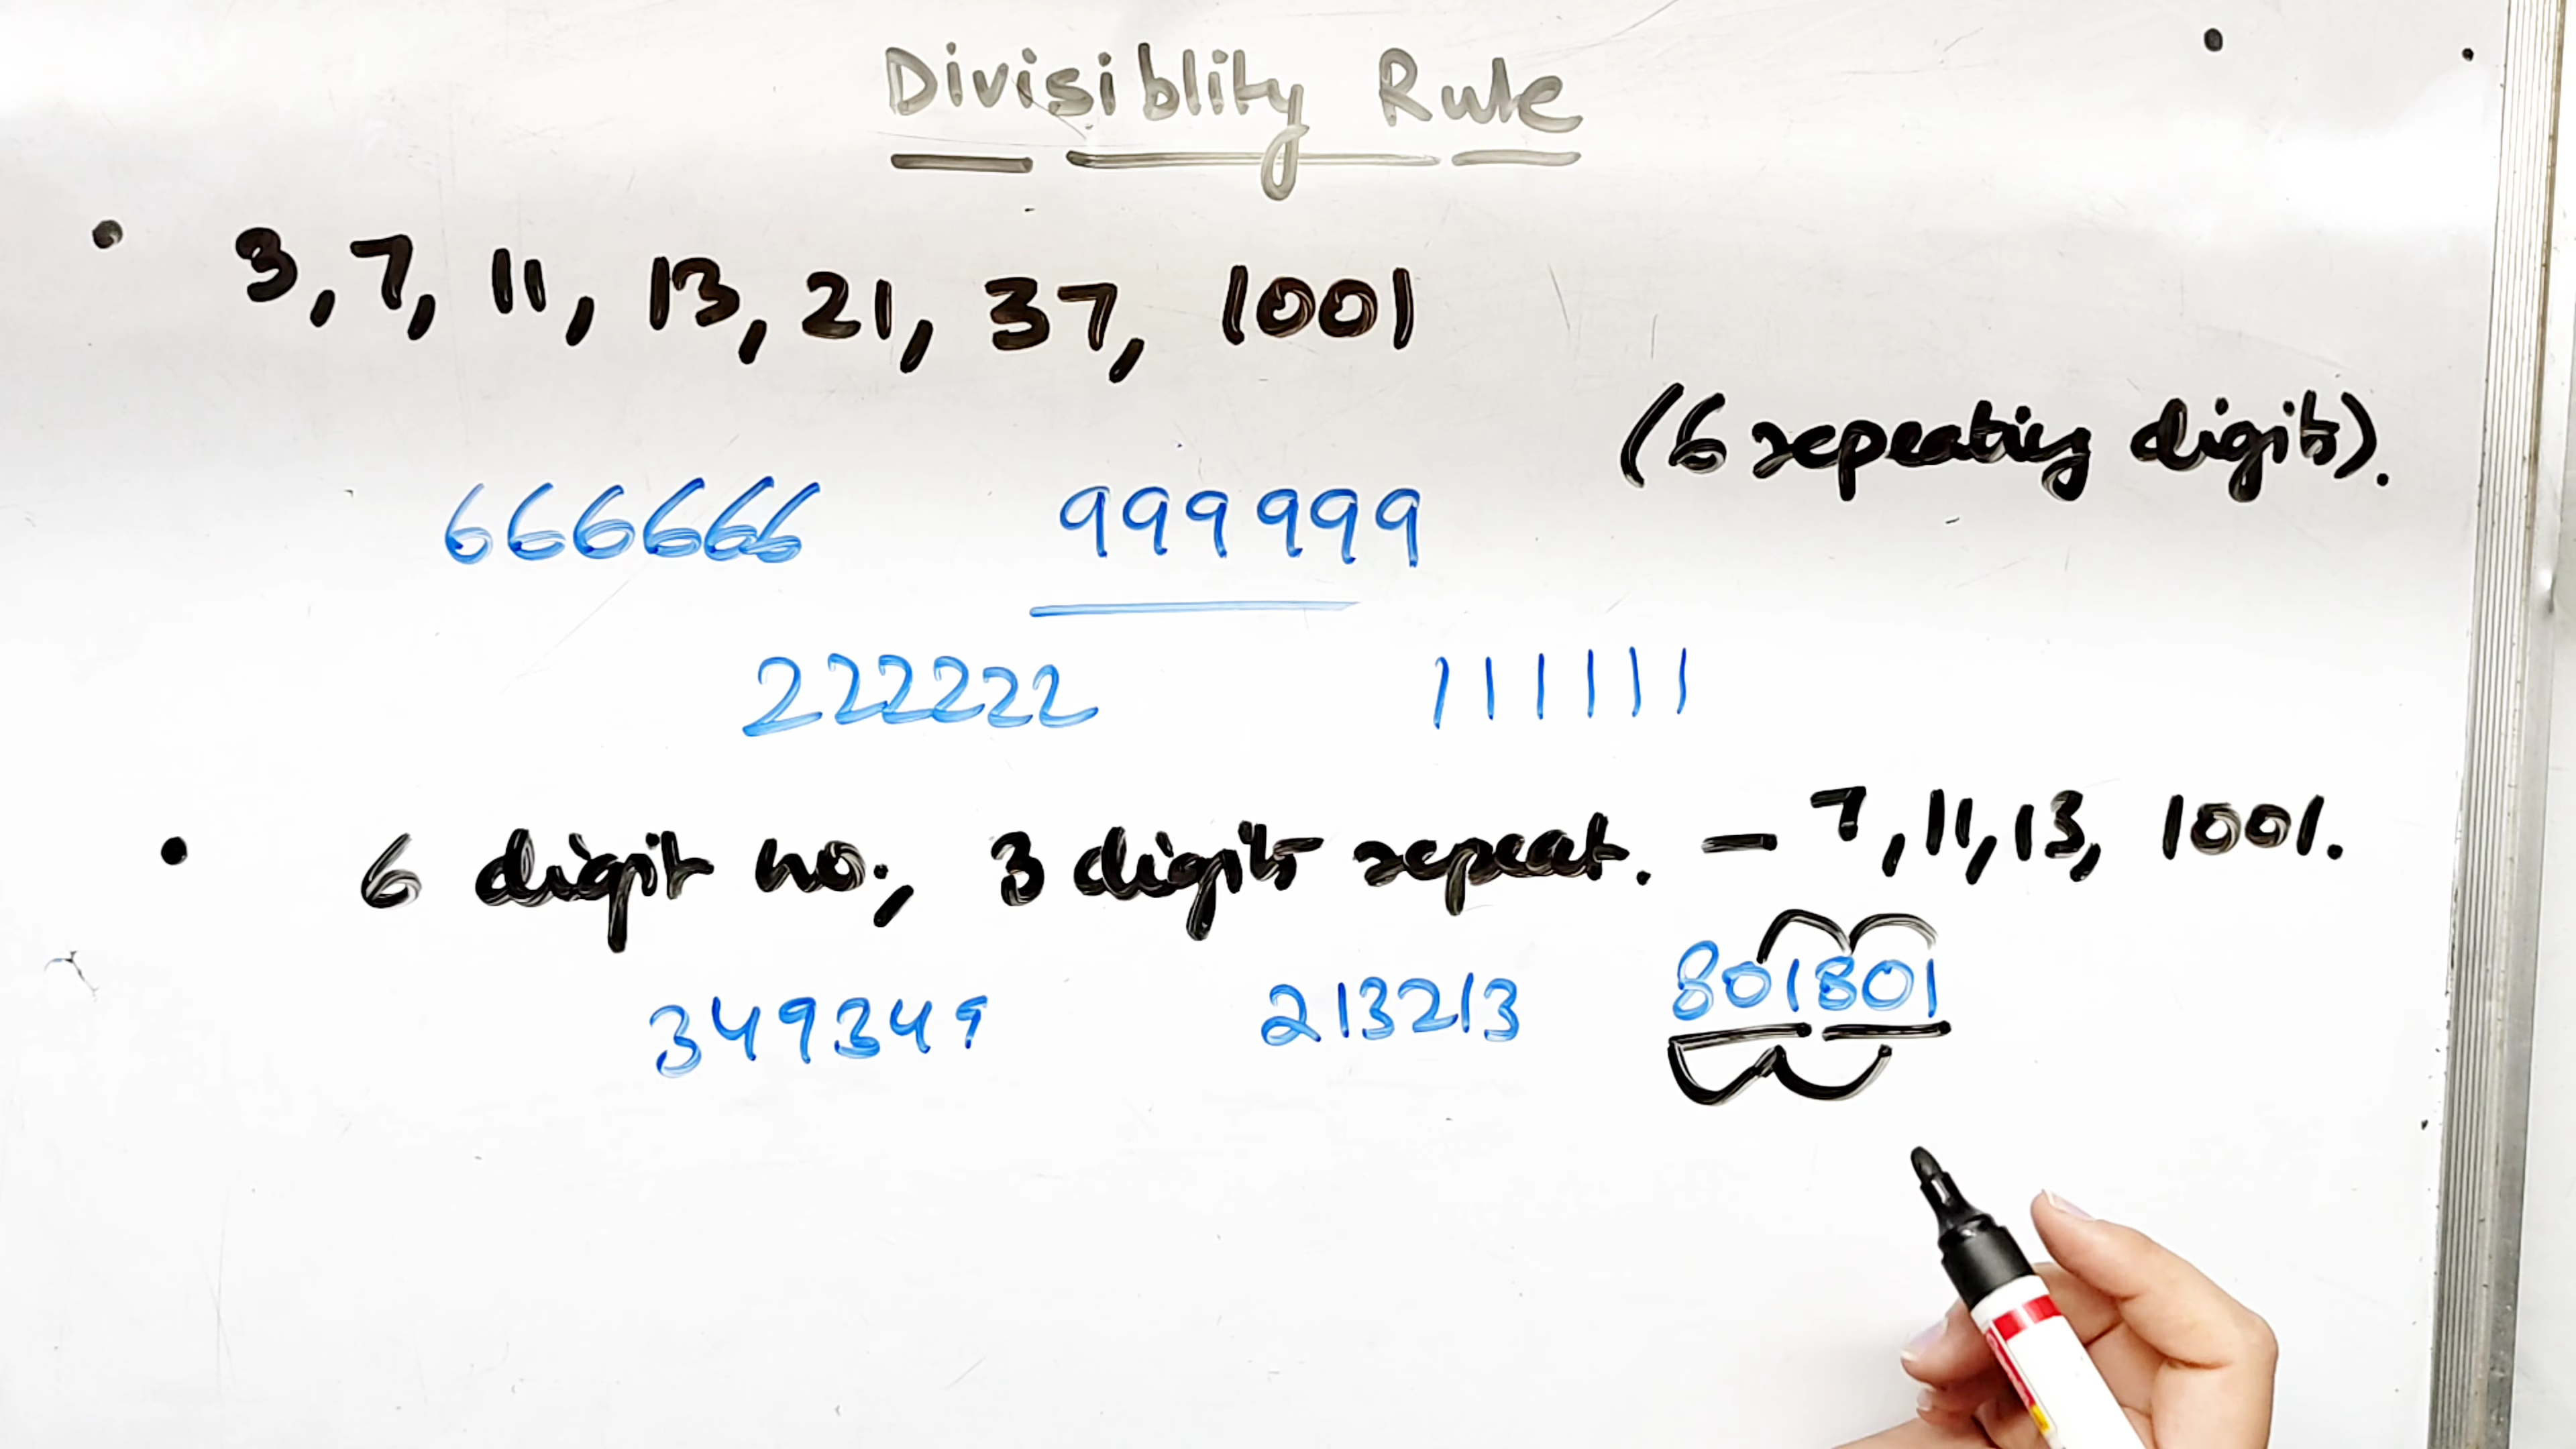 Divisiblity Rule
• 3, 7, 11, 13, 21, 37, 1001
(6 repeating digits).
666666 999999
222222 111111
• 6 digit no., 3 digits repeat. – 7, 11, 13, 1001.
349349 213213 801801